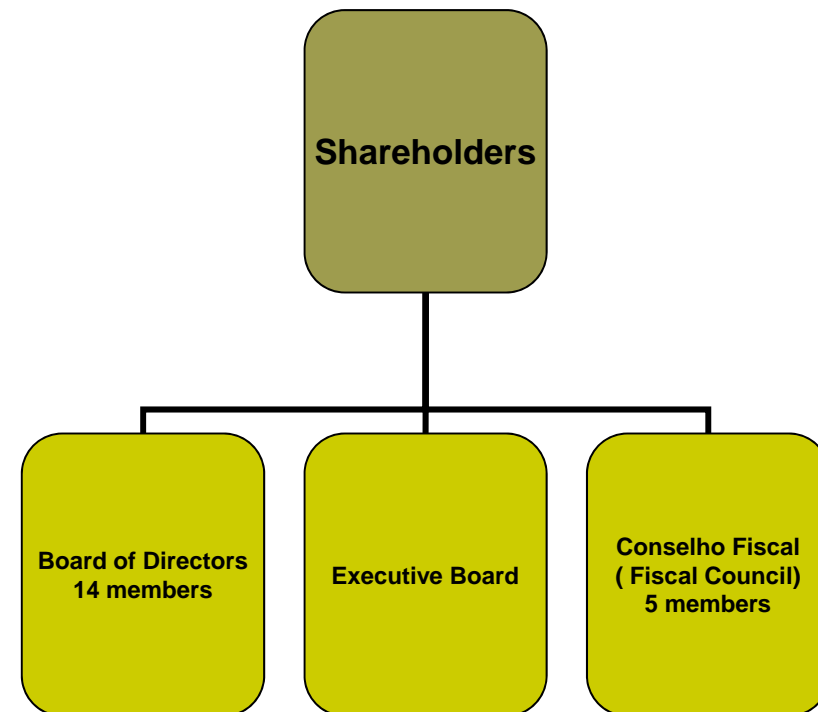 Shareholders
Board of Directors
14 members
Executive Board
Conselho Fiscal
( Fiscal Council)
5 members